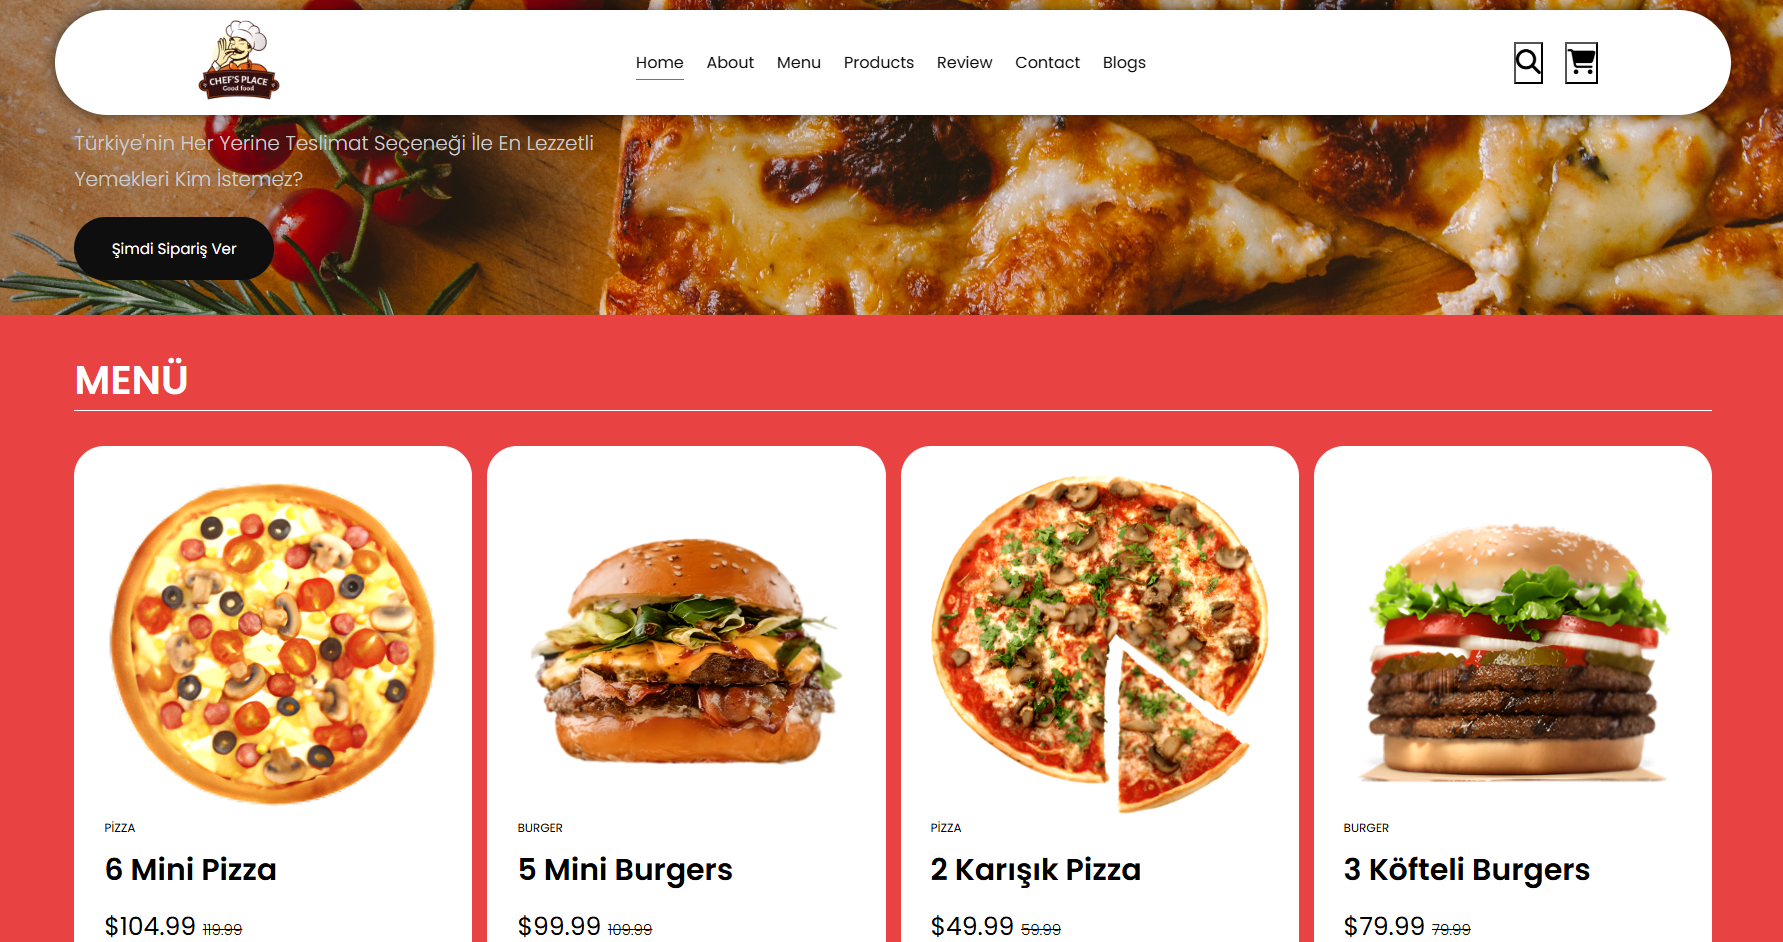 CHEF'S PLACE
Good food
Home About Menu Products Review Contact Blogs
Türkiye'nin Her Yerine Teslimat Seçeneği İle En Lezzetli
Yemekleri Kim İstemez?
Şimdi Sipariş Ver
MENÜ
PİZZA
6 Mini Pizza
$104.99 119.99
BURGER
5 Mini Burgers
$99.99 109.99
PİZZA
2 Karışık Pizza
$49.99 59.99
BURGER
3 Köfteli Burgers
$79.99 79.99